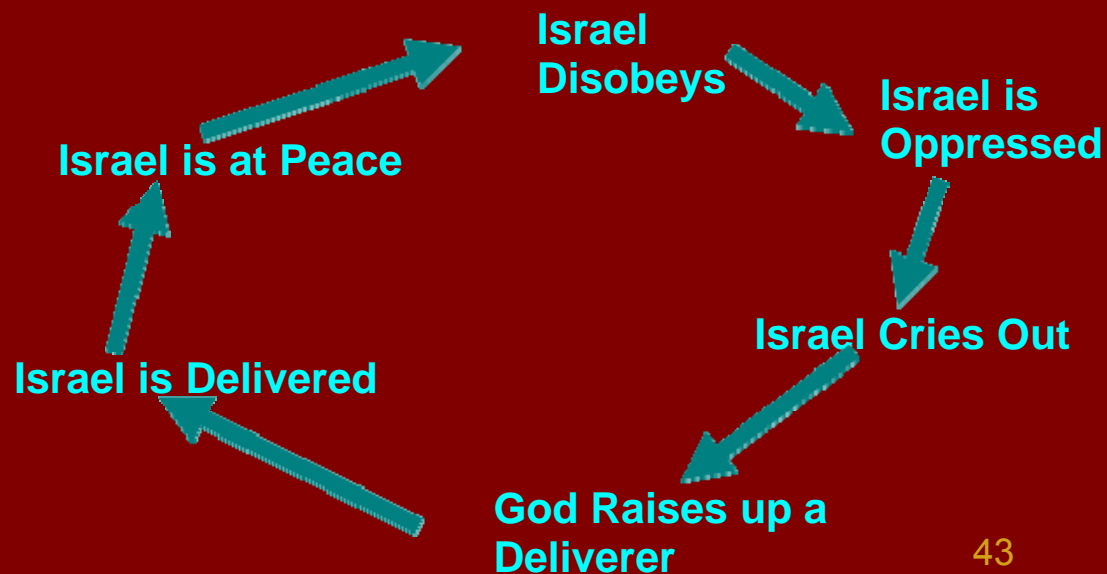 Israel
Disobeys
Israel is
Oppressed
Israel Cries Out
God Raises up a
Deliverer
Israel is Delivered
Israel is at Peace
43